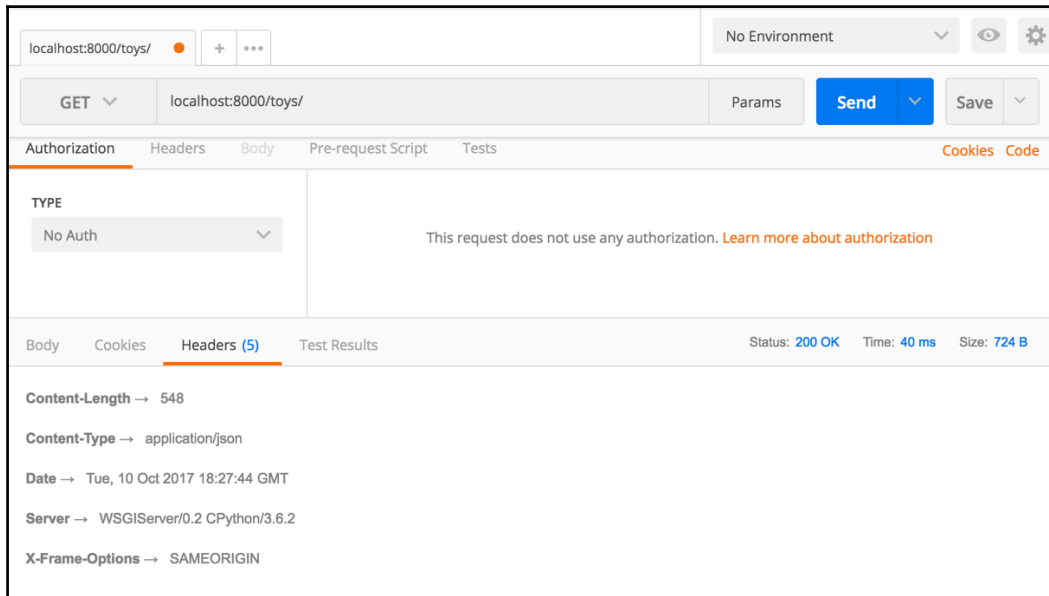 localhost:8000/toys/ + ••• No Environment
GET localhost:8000/toys/ Params Send Save
Authorization Headers Body Pre-request Script Tests Cookies Code
TYPE
No Auth
This request does not use any authorization. Learn more about authorization
Body Cookies Headers (5) Test Results Status: 200 OK Time: 40 ms Size: 724 B
Content-Length → 548
Content-Type → application/json
Date → Tue, 10 Oct 2017 18:27:44 GMT
Server → WSGIServer/0.2 CPython/3.6.2
X-Frame-Options → SAMEORIGIN